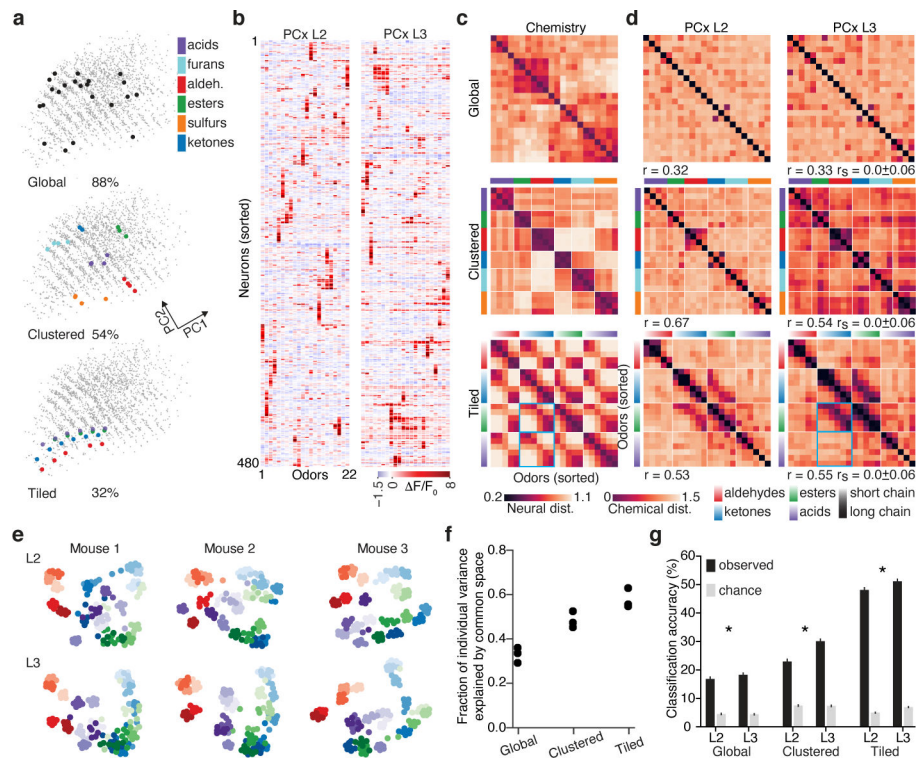 a
acids
furans
aldeh.
esters
sulfurs
ketones
Global 88%
Clustered 54%
Tiled 32%
PC2
PC1
b
PCx L2 PCx L3
1
Neurons (sorted)
480
1 Odors 22
−1.5
0
8
ΔF/F0
c
Chemistry
Global
Clustered
Tiled
Odors (sorted)
0.2 1.1
Neural dist.
0 1.5
Chemical dist.
d
PCx L2 PCx L3
r = 0.32 r = 0.33 rs = 0.0±0.06
r = 0.67 r = 0.54 rs = 0.0±0.06
Odors (sorted)
r = 0.53 r = 0.55 rs = 0.0±0.06
aldehydes esters short chain
ketones acids long chain
e
Mouse 1 Mouse 2 Mouse 3
L2
L3
f
Fraction of individual variance
explained by common space
0.8
0.6
0.4
0.2
0
Global Clustered Tiled
g
Classification accuracy (%)
60
50
40
30
20
10
0
observed
chance
* * *
L2 L3 L2 L3 L2 L3
Global Clustered Tiled